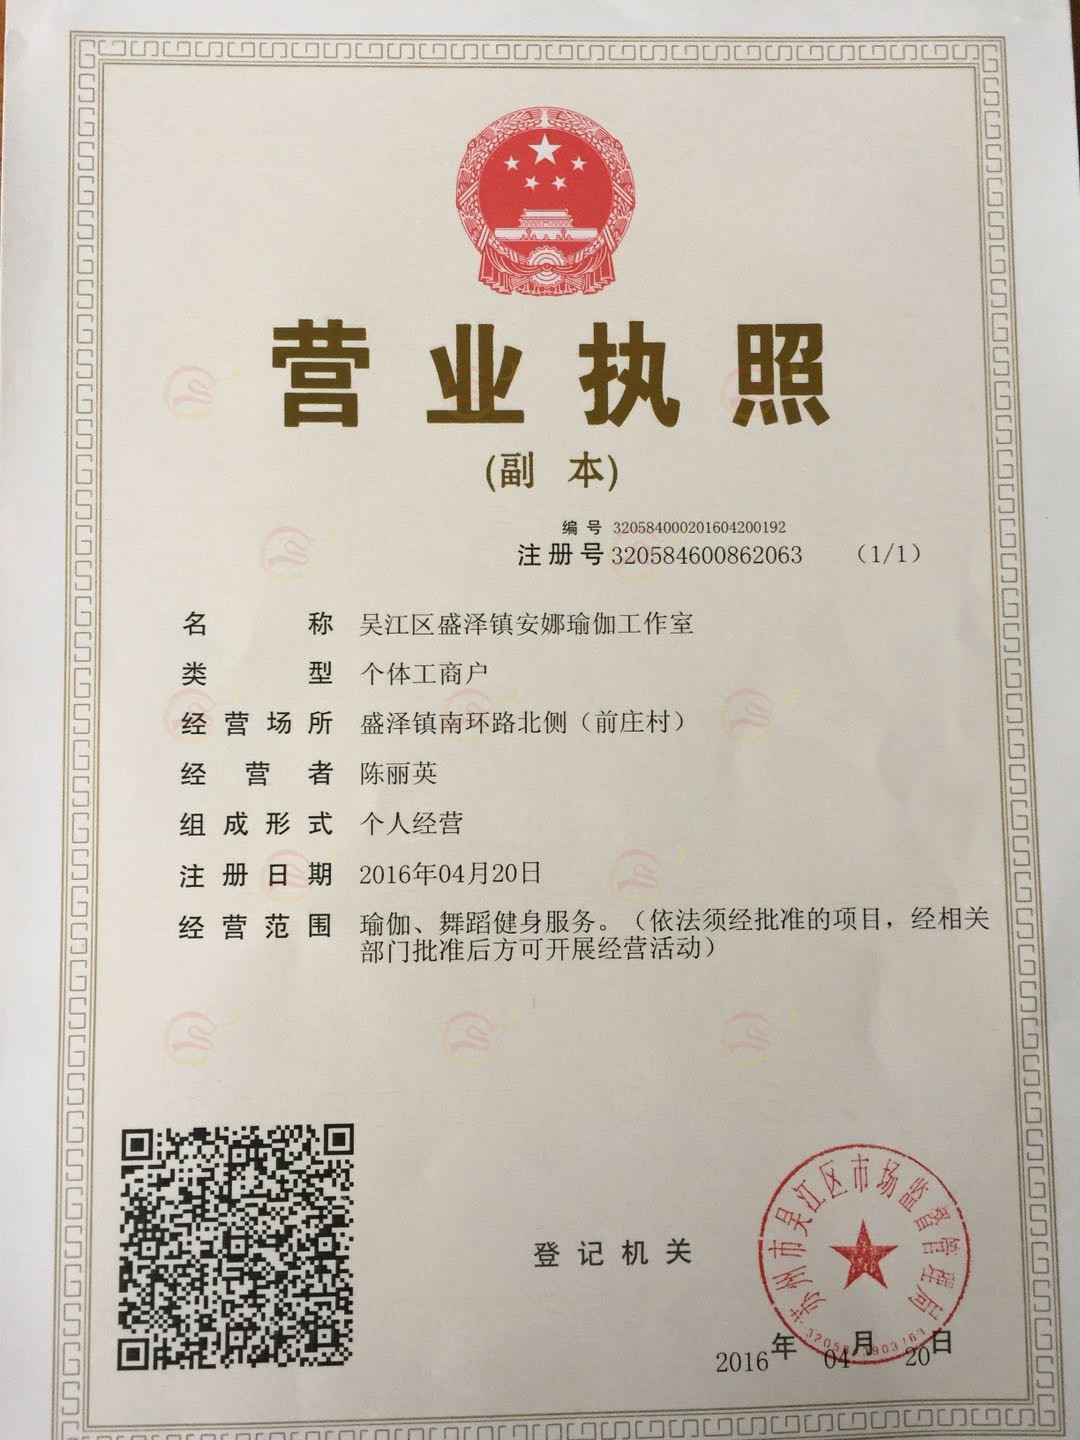 营业执照
(副 本)
编号 320584000201604200192
注册号 320584600862063 （1/1）
名称 吴江区盛泽镇安娜瑜伽工作室
类型 个体工商户
经营场所 盛泽镇南环路北侧（前庄村）
经营者 陈丽英
组成形式 个人经营
注册日期 2016年04月20日
经营范围 瑜伽、舞蹈健身服务。（依法须经批准的项目，经相关
部门批准后方可开展经营活动）
苏州市吴江区市场监督管理局
登记机关
2016年04月20日